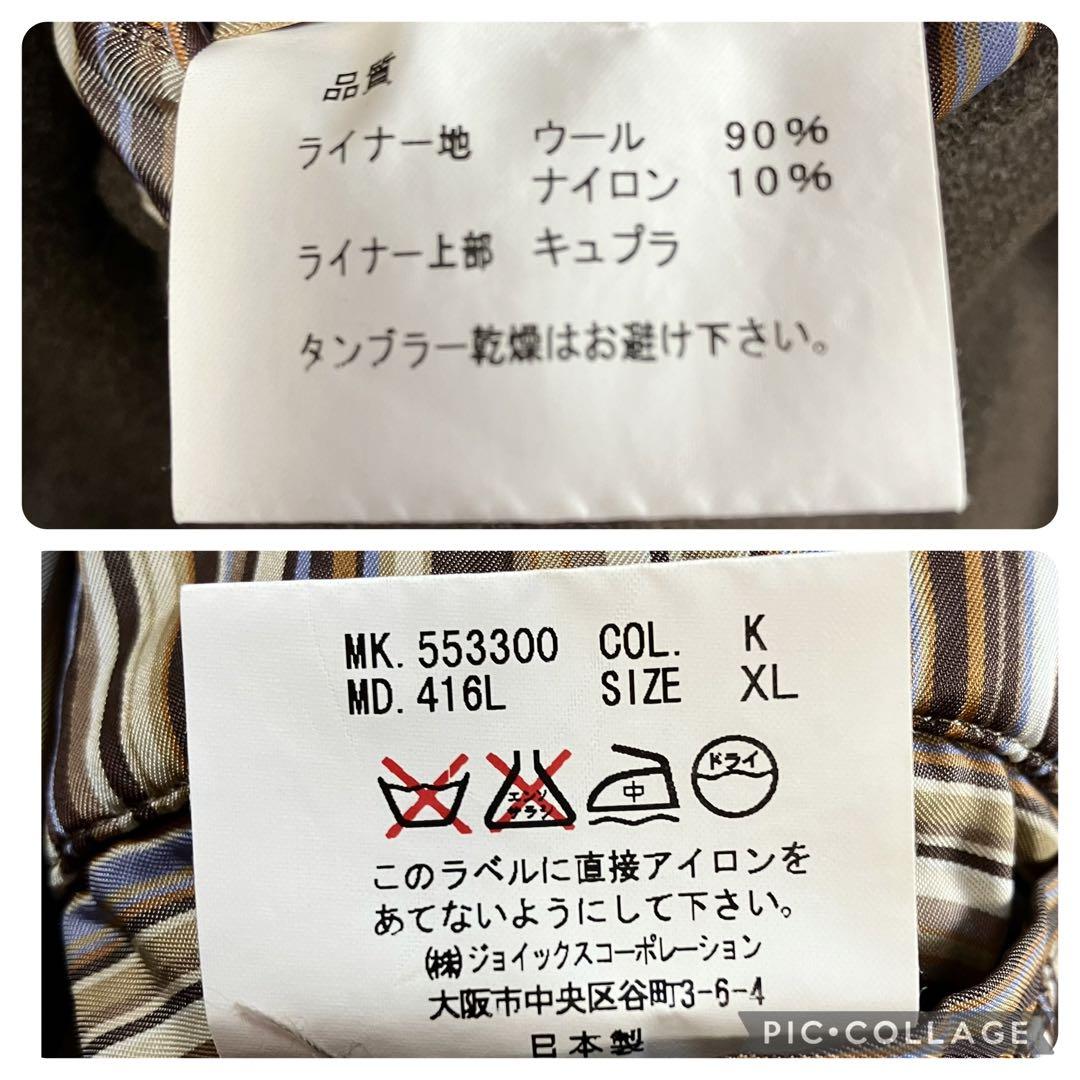 品質
ライナー地 ウール 90%
ナイロン 10%
ライナー上部 キュプラ
タンブラー乾燥はお避け下さい。
MK. 553300 COL. K
MD. 416L SIZE XL
エンソ
サラシ
中
ドライ
このラベルに直接アイロンを
あてないようにして下さい。
(株)ジョイックスコーポレーション
大阪市中央区谷町3-6-4
日本製
PIC•COLLAGE